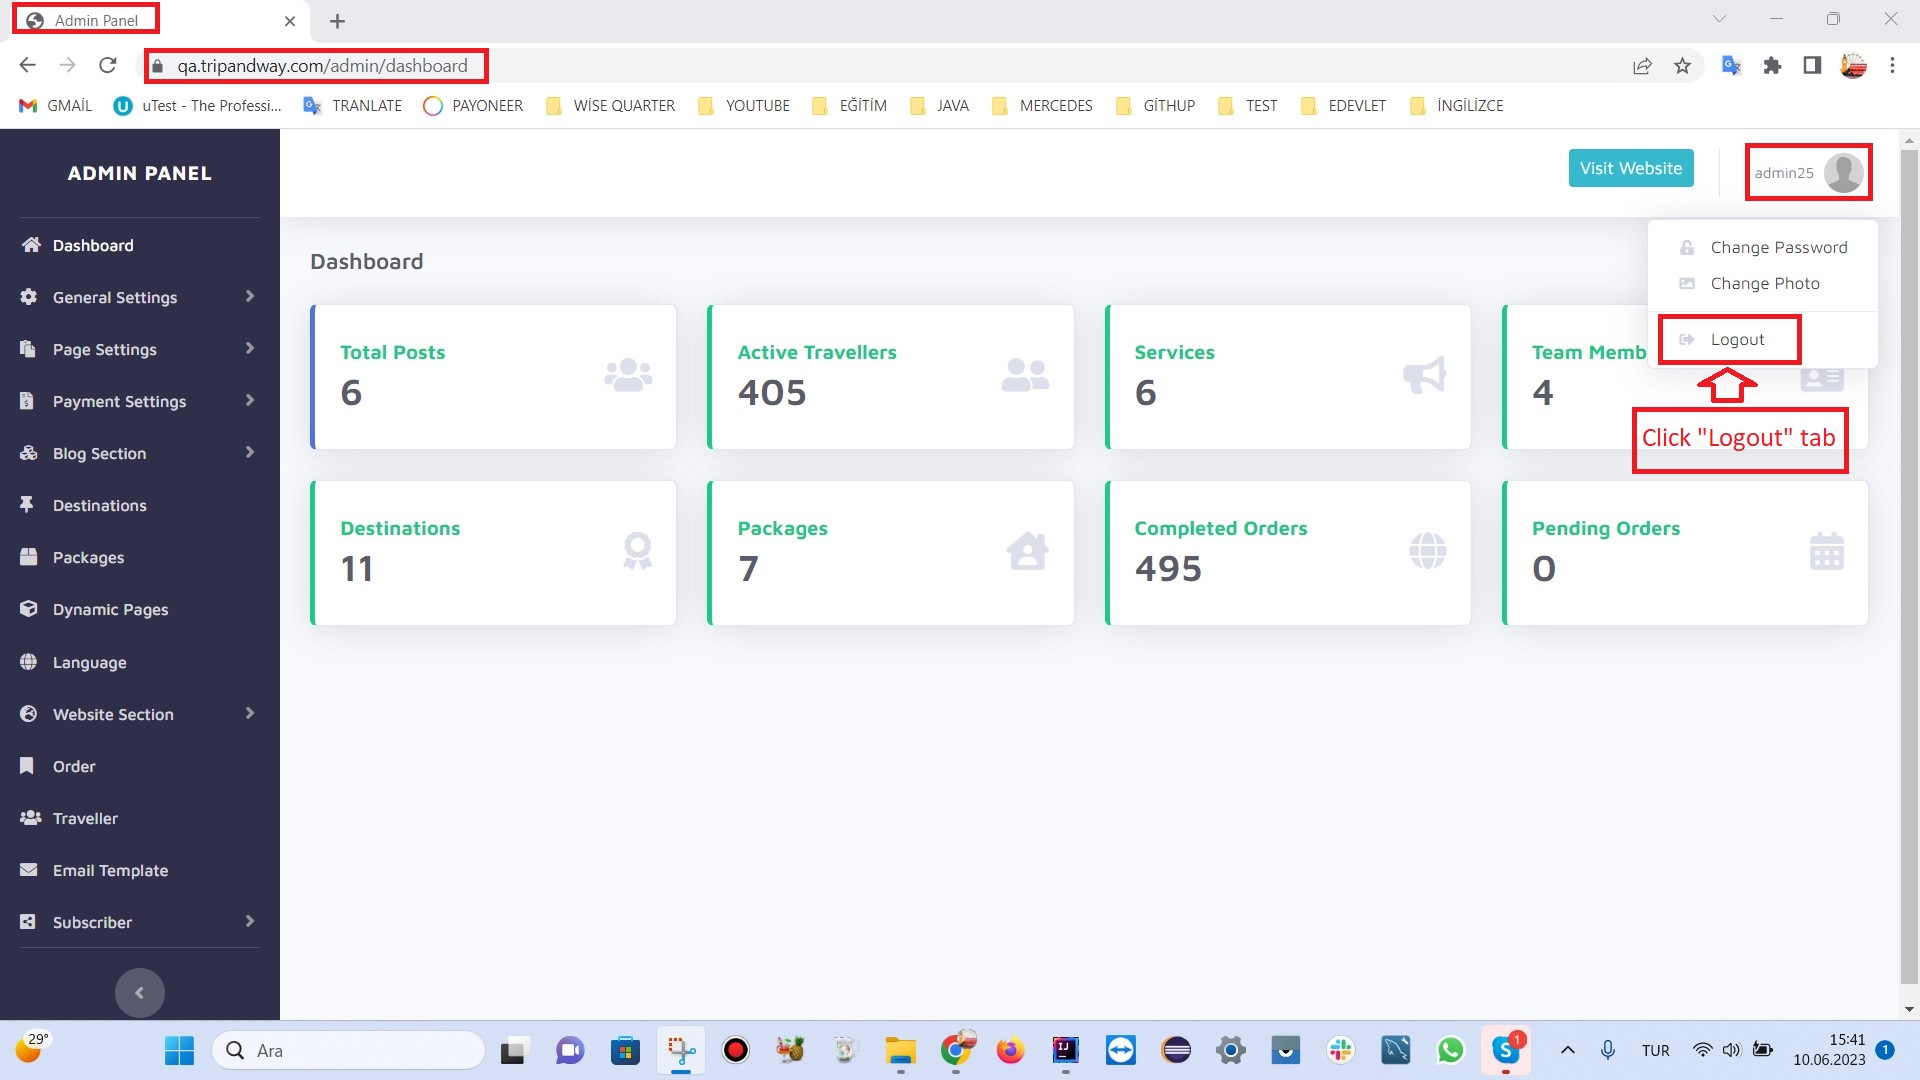 Admin Panel
qa.tripandway.com/admin/dashboard
GMAİL
uTest - The Professi...
TRANLATE
PAYONEER
WİSE QUARTER
YOUTUBE
EĞİTİM
JAVA
MERCEDES
GİTHUP
TEST
EDEVLET
İNGİLİZCE
ADMIN PANEL
Visit Website
admin25
Dashboard
General Settings
Page Settings
Payment Settings
Blog Section
Destinations
Packages
Dynamic Pages
Language
Website Section
Order
Traveller
Email Template
Subscriber
Change Password
Change Photo
Logout
Click "Logout" tab
Dashboard
Total Posts
6
Active Travellers
405
Services
6
Team Memb
4
Destinations
11
Packages
7
Completed Orders
495
Pending Orders
0
29°
Ara
IJ
S
1
TUR
15:41
10.06.2023
1